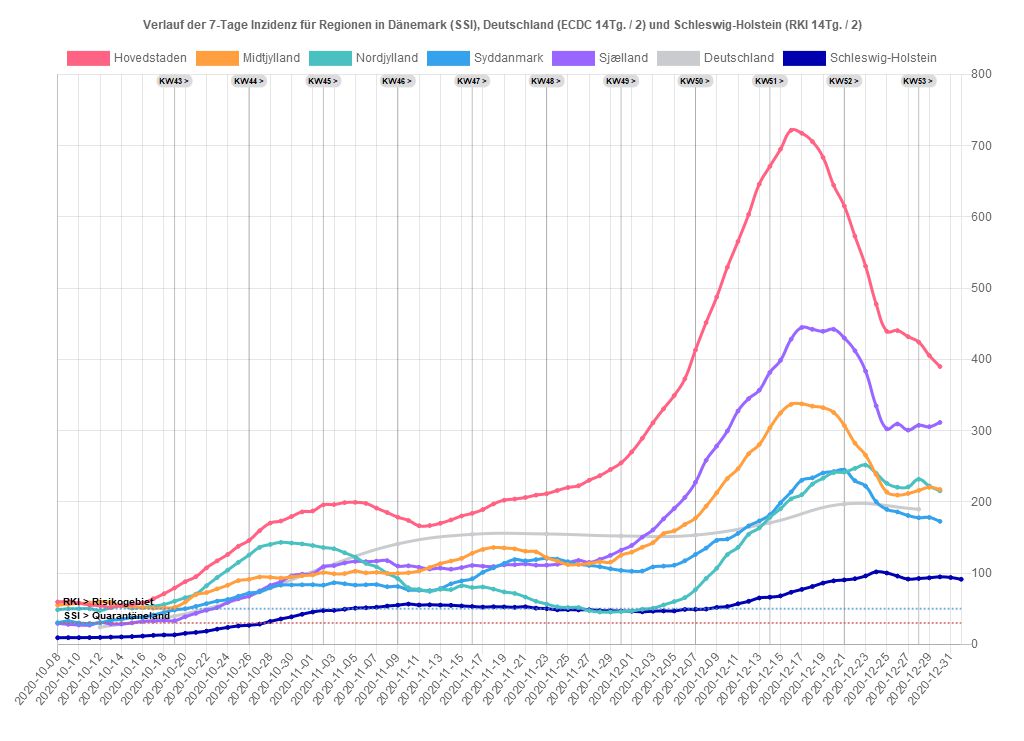 Verlauf der 7-Tage Inzidenz für Regionen in Dänemark (SSI), Deutschland (ECDC 14Tg. / 2) und Schleswig-Holstein (RKI 14Tg. / 2)
Hovedstaden Midtjylland Nordjylland Syddanmark Sjælland Deutschland Schleswig-Holstein
KW43 > KW44 > KW45 > KW46 > KW47 > KW48 > KW49 > KW50 > KW51 > KW52 > KW53 >
800
700
600
500
400
300
200
100
0
RKI > Risikogebiet
SSI > Quarantäneland
2020-10-08 2020-10-10 2020-10-12 2020-10-14 2020-10-16 2020-10-18 2020-10-20 2020-10-22 2020-10-24 2020-10-26 2020-10-28 2020-10-30 2020-11-01 2020-11-03 2020-11-05 2020-11-07 2020-11-09 2020-11-11 2020-11-13 2020-11-15 2020-11-17 2020-11-19 2020-11-21 2020-11-23 2020-11-25 2020-11-27 2020-11-29 2020-12-01 2020-12-03 2020-12-05 2020-12-07 2020-12-09 2020-12-11 2020-12-13 2020-12-15 2020-12-17 2020-12-19 2020-12-21 2020-12-23 2020-12-25 2020-12-27 2020-12-29 2020-12-31